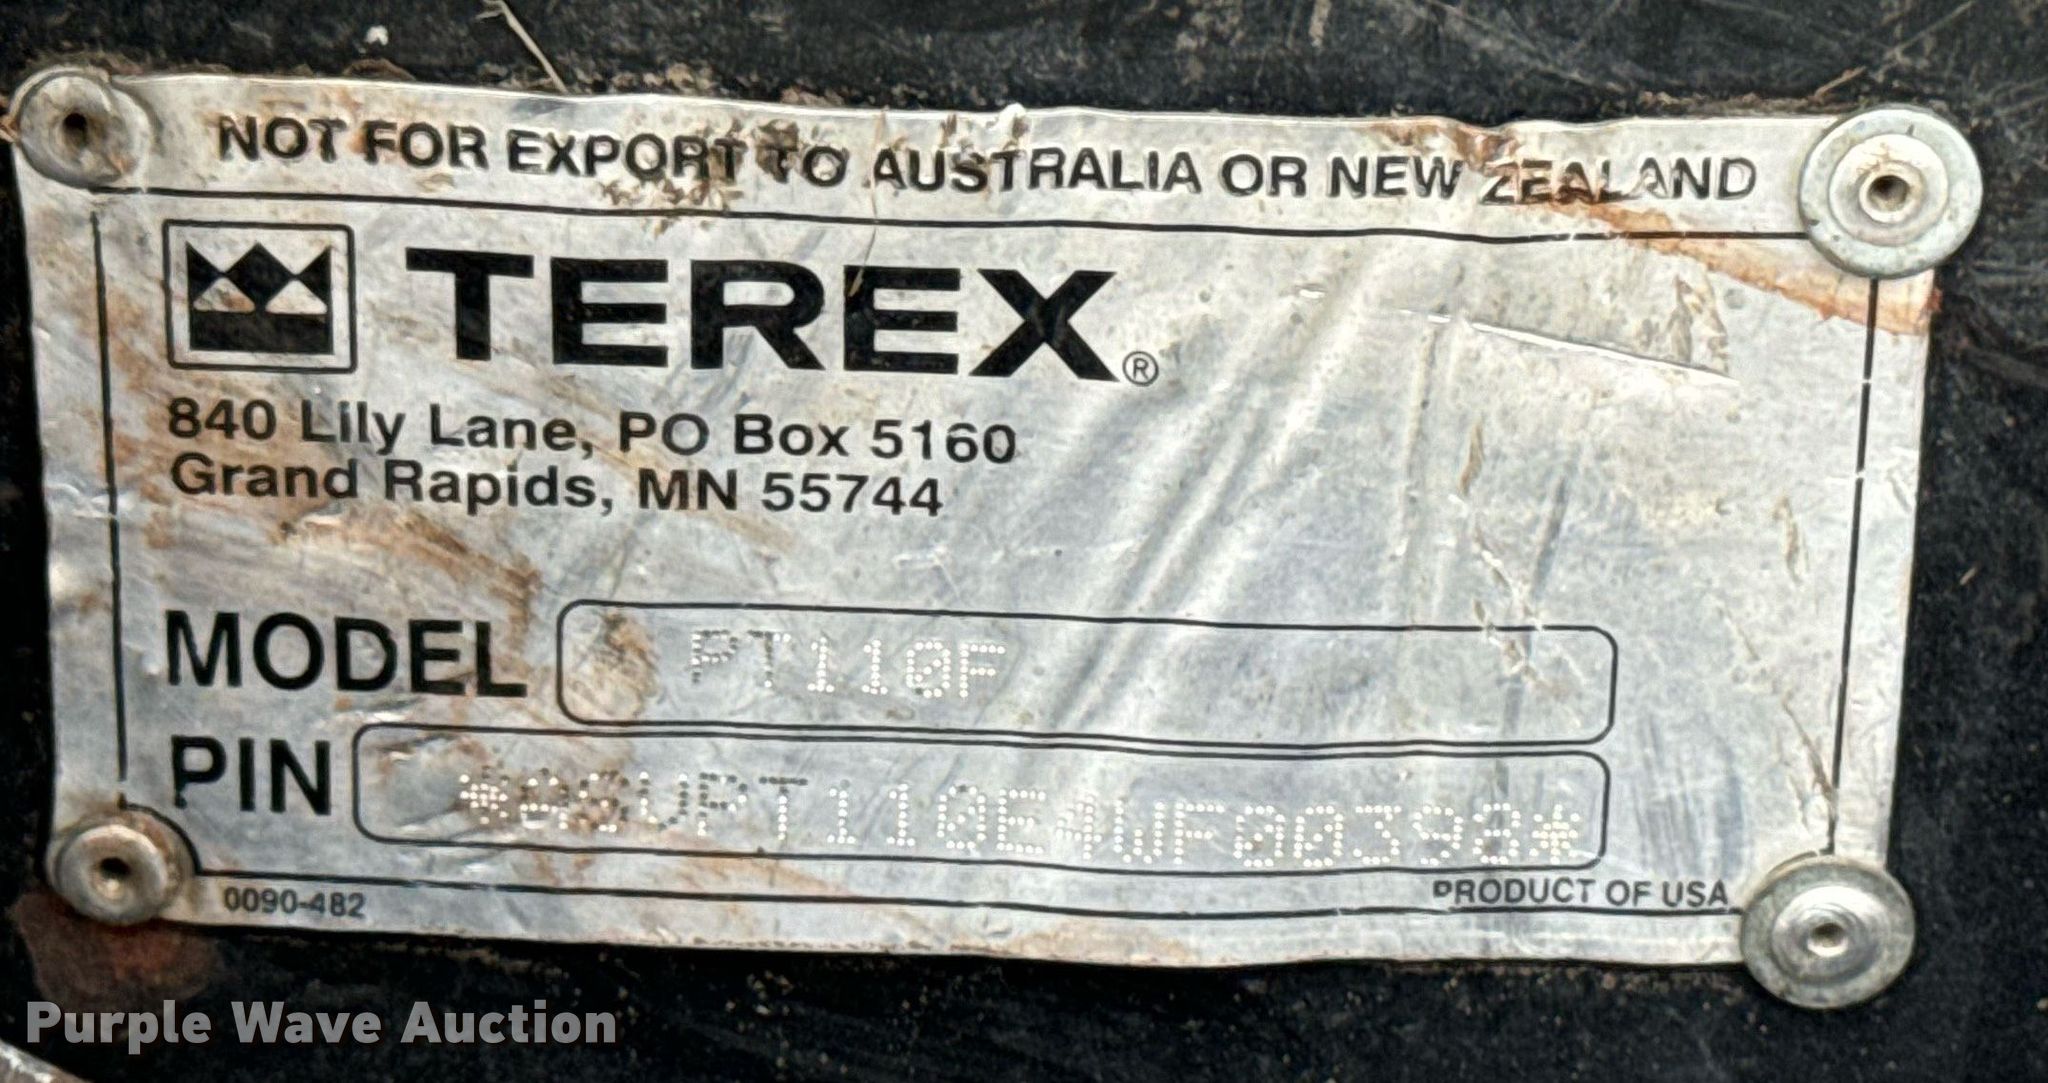 NOT FOR EXPORT TO AUSTRALIA OR NEW ZEALAND
TEREX®
840 Lily Lane, PO Box 5160
Grand Rapids, MN 55744
MODEL PT110F
PIN *ASVPT110E4WF00398*
0090-482 PRODUCT OF USA
Purple Wave Auction